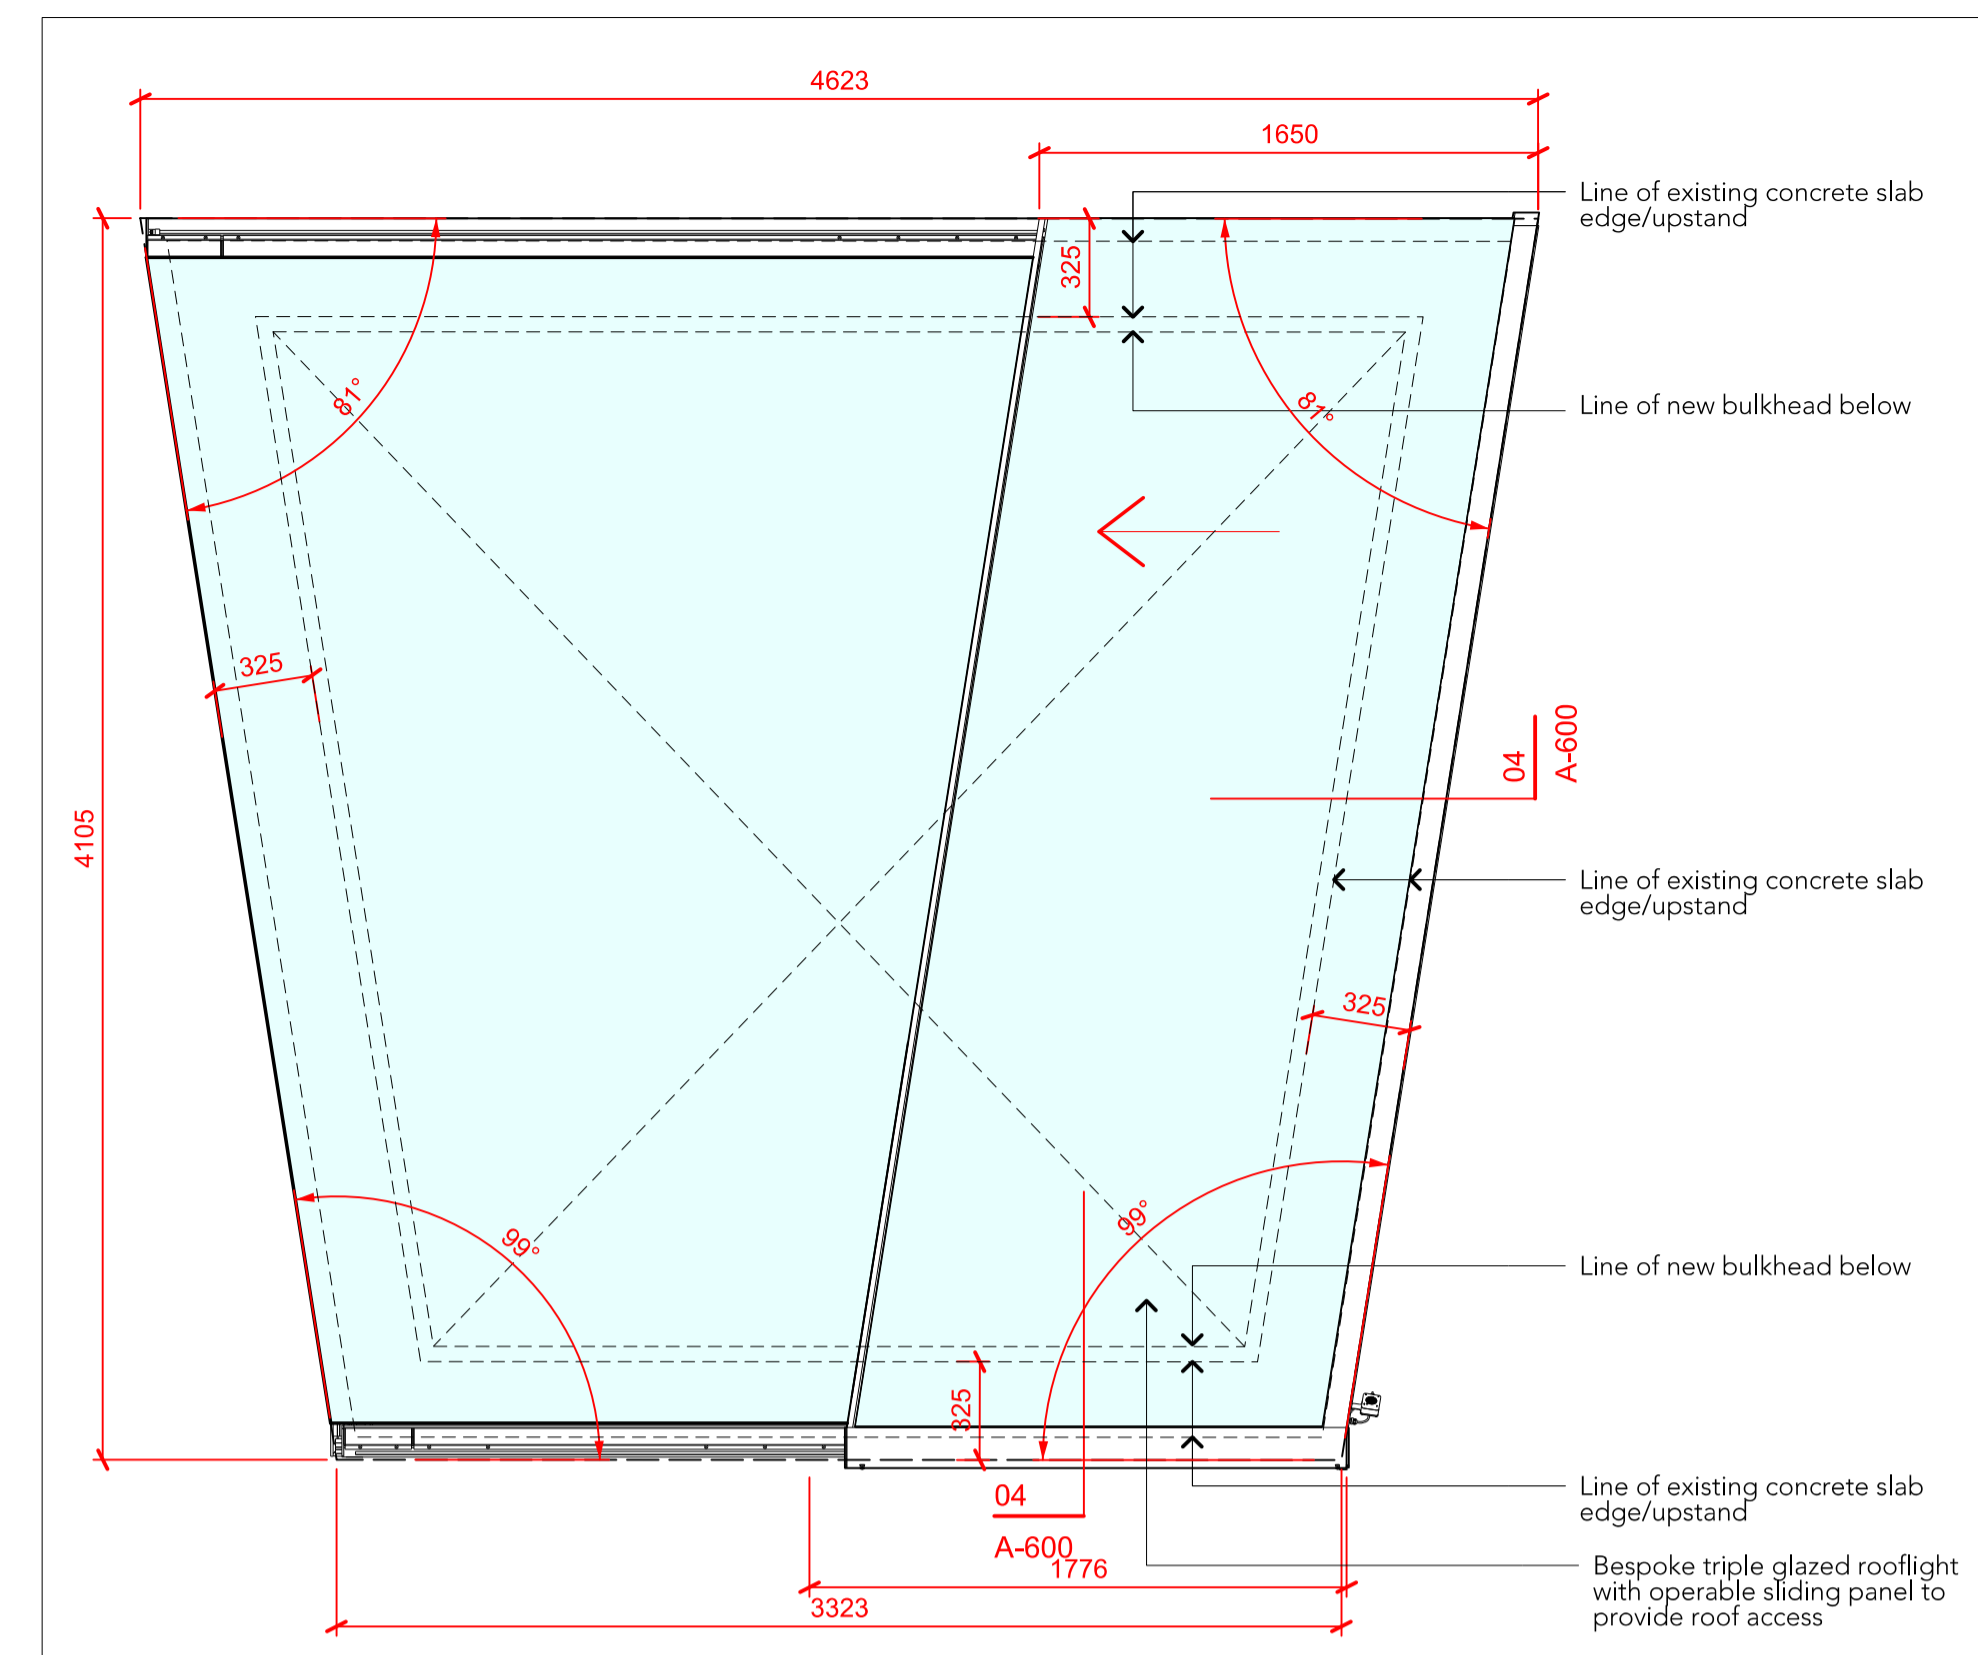 4623
1650
Line of existing concrete slab
edge/upstand
325
81°
81°
Line of new bulkhead below
325
04
A-600
4105
Line of existing concrete slab
edge/upstand
325
99°
99°
Line of new bulkhead below
325
04
A-600
Line of existing concrete slab
edge/upstand
1776
3323
Bespoke triple glazed rooflight
with operable sliding panel to
provide roof access